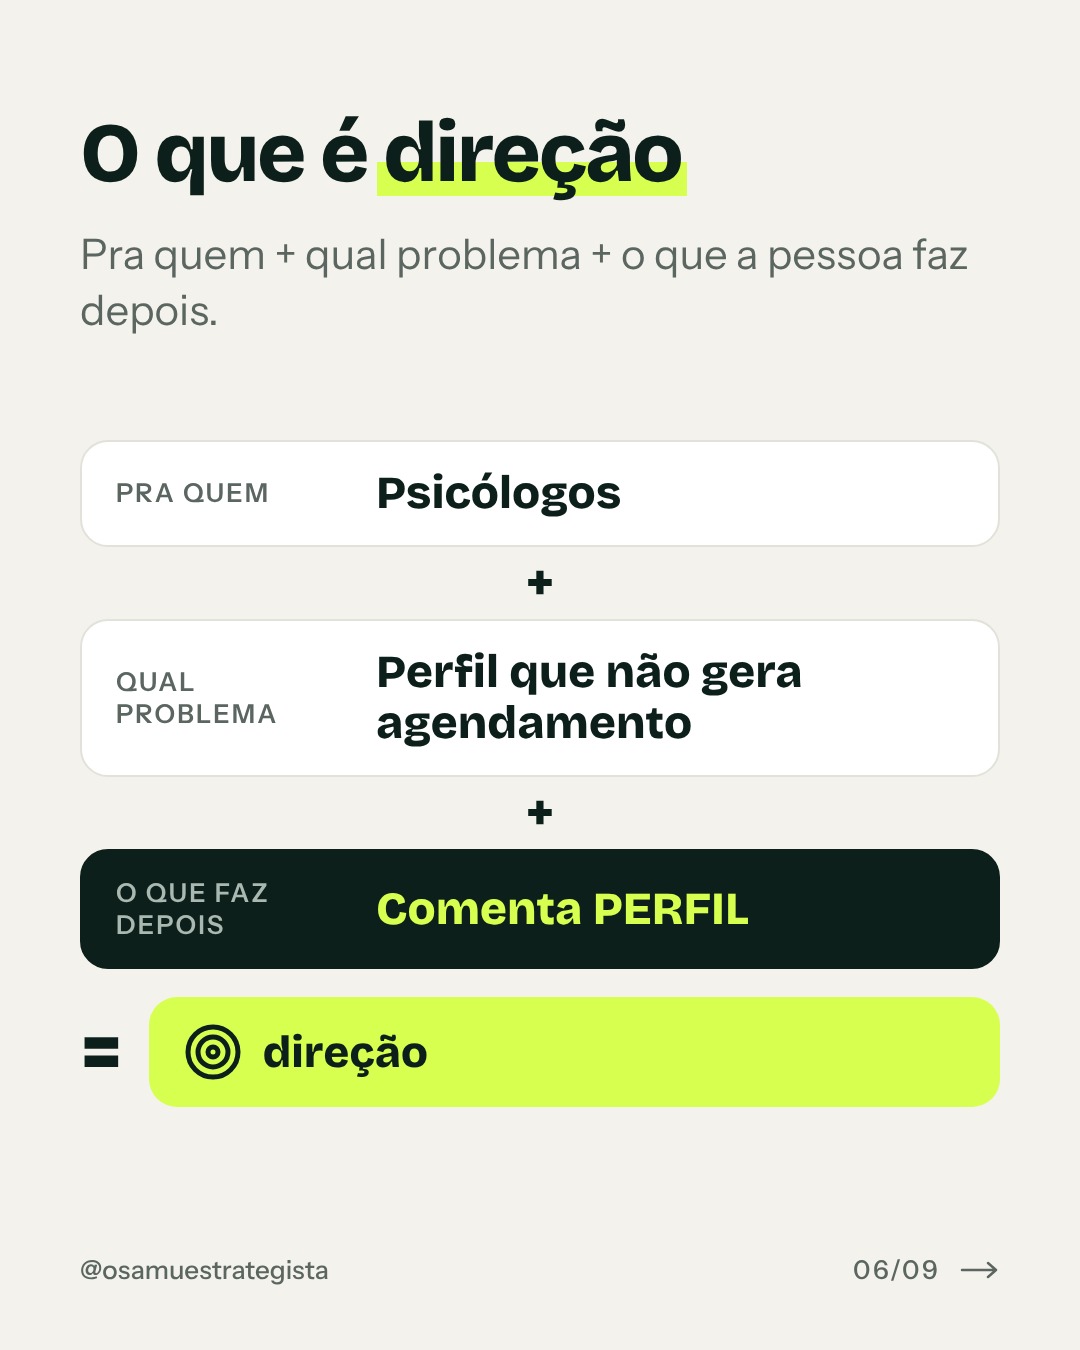 O que é direção
Pra quem + qual problema + o que a pessoa faz
depois.
PRA QUEM
Psicólogos
+
QUAL
PROBLEMA
Perfil que não gera
agendamento
+
O QUE FAZ
DEPOIS
Comenta PERFIL
=
direção
@osamuestrategista
06/09 →